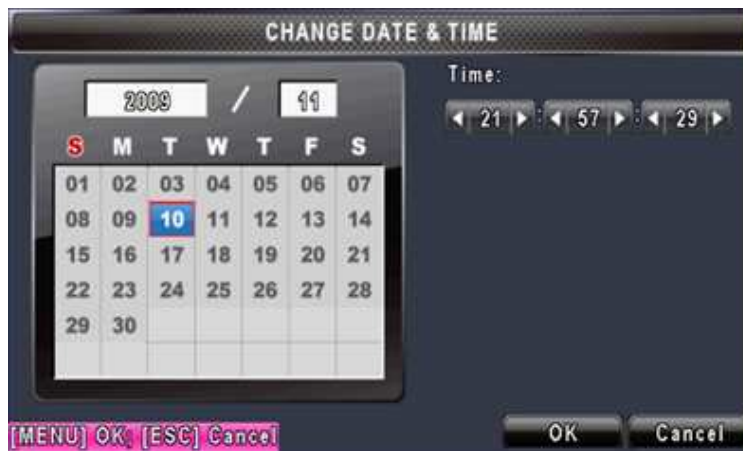 CHANGE DATE & TIME
2009 / 11
Time:
21 : 57 : 29
S M T W T F S
01 02 03 04 05 06 07
08 09 10 11 12 13 14
15 16 17 18 19 20 21
22 23 24 25 26 27 28
29 30
[MENU] OK, [ESC] Cancel
OK Cancel